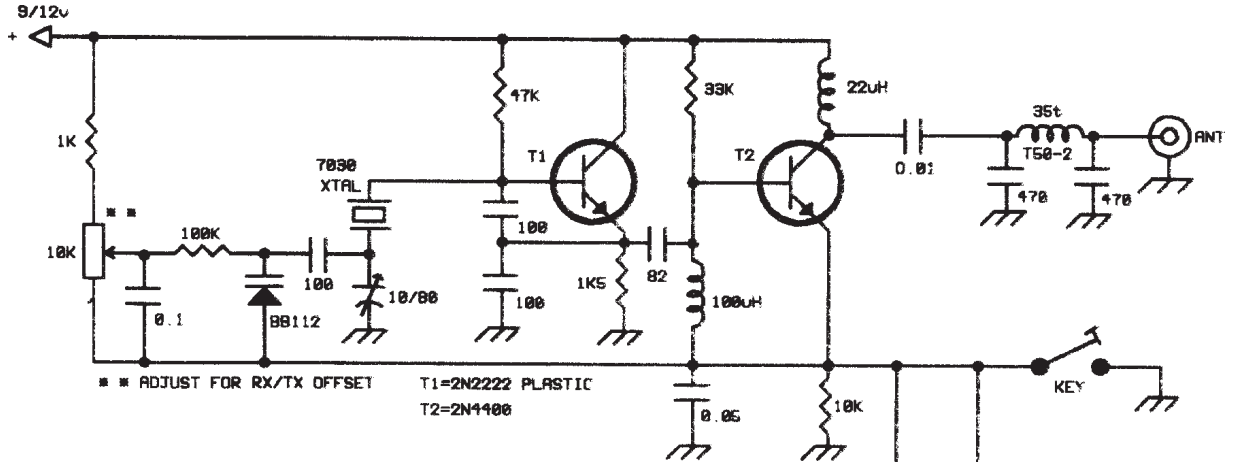 9/12v
+
1K
* *
10K
100K
0.1
BB112
100
7030
XTAL
10/80
47K
T1
100
100
1K5
82
33K
100uH
T2
22uH
0.01
35t
T50-2
470
470
ANT
KEY
0.05
10K
* * ADJUST FOR RX/TX OFFSET
T1=2N2222 PLASTIC
T2=2N4400